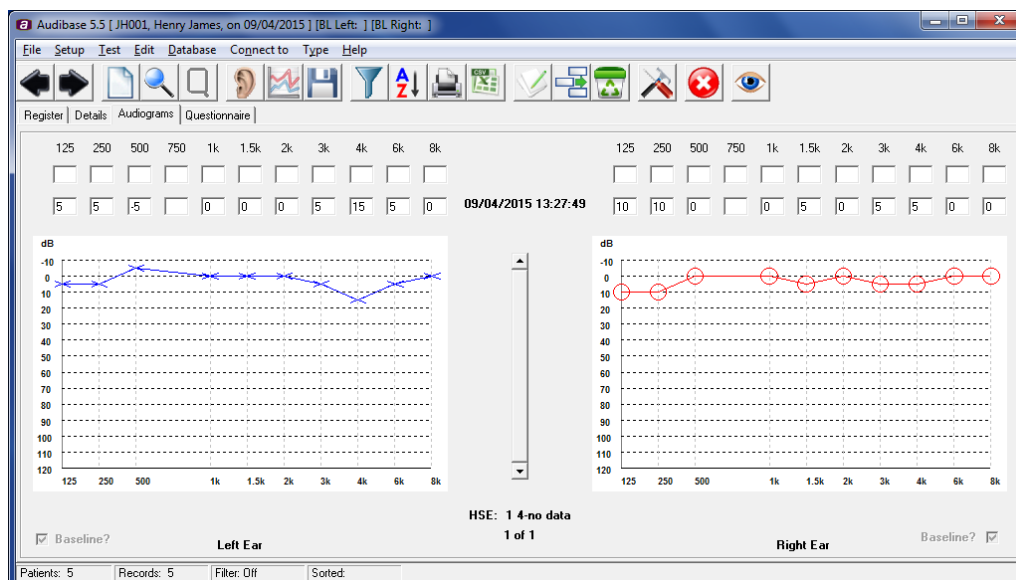 Audibase 5.5 [ JH001, Henry James, on 09/04/2015 ] [BL Left: ] [BL Right: ]
File Setup Test Edit Database Connect to Type Help
A Z CSV
Register Details Audiograms Questionnaire
125 250 500 750 1k 1.5k 2k 3k 4k 6k 8k 125 250 500 750 1k 1.5k 2k 3k 4k 6k 8k
5 5 -5 0 0 0 5 15 5 0 09/04/2015 13:27:49 10 10 0 0 5 0 5 5 0 0
dB dB
-10 -10
0 0
10 10
20 20
30 30
40 40
50 50
60 60
70 70
80 80
90 90
100 100
110 110
120 120
125 250 500 1k 1.5k 2k 3k 4k 6k 8k 125 250 500 1k 1.5k 2k 3k 4k 6k 8k
HSE: 1 4-no data
1 of 1
Baseline? Left Ear Right Ear Baseline?
Patients: 5 Records: 5 Filter: Off Sorted: